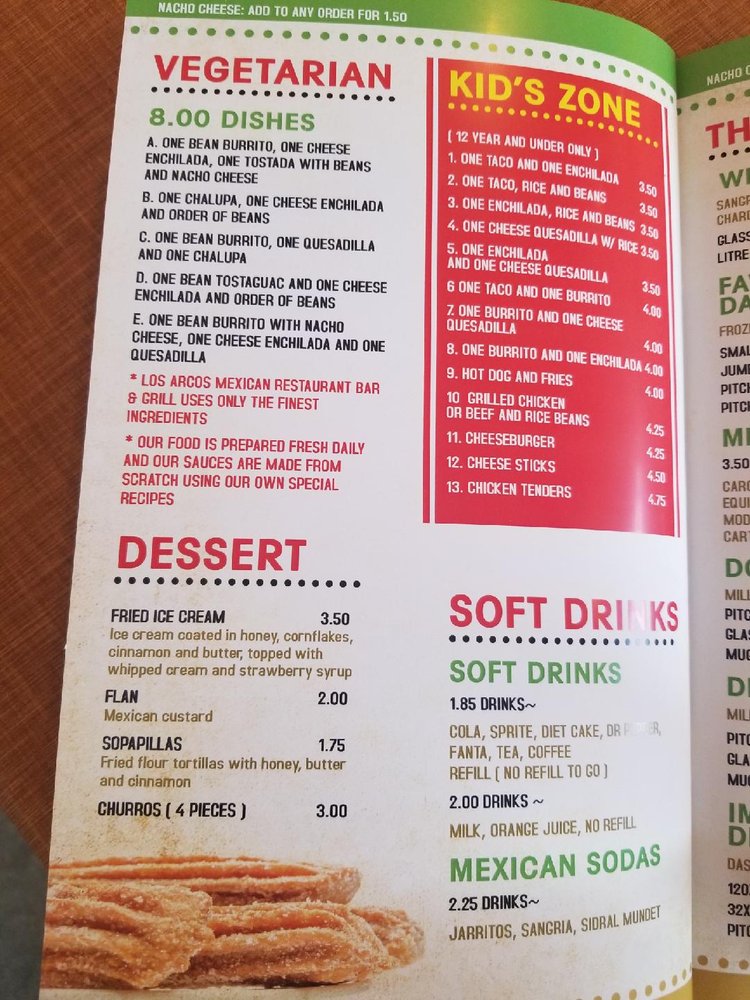 NACHO CHEESE: ADD TO ANY ORDER FOR 1.50
VEGETARIAN
8.00 DISHES
A. ONE BEAN BURRITO, ONE CHEESE
ENCHILADA, ONE TOSTADA WITH BEANS
AND NACHO CHEESE
B. ONE CHALUPA, ONE CHEESE ENCHILADA
AND ORDER OF BEANS
C. ONE BEAN BURRITO, ONE QUESADILLA
AND ONE CHALUPA
D. ONE BEAN TOSTAGUAC AND ONE CHEESE
ENCHILADA AND ORDER OF BEANS
E. ONE BEAN BURRITO WITH NACHO
CHEESE, ONE CHEESE ENCHILADA AND ONE
QUESADILLA
* LOS ARCOS MEXICAN RESTAURANT BAR
& GRILL USES ONLY THE FINEST
INGREDIENTS
* OUR FOOD IS PREPARED FRESH DAILY
AND OUR SAUCES ARE MADE FROM
SCRATCH USING OUR OWN SPECIAL
RECIPES
DESSERT
FRIED ICE CREAM 3.50
Ice cream coated in honey, cornflakes,
cinnamon and butter, topped with
whipped cream and strawberry syrup
FLAN 2.00
Mexican custard
SOPAPILLAS 1.75
Fried flour tortillas with honey, butter
and cinnamon
CHURROS ( 4 PIECES ) 3.00
KID'S ZONE
( 12 YEAR AND UNDER ONLY )
1. ONE TACO AND ONE ENCHILADA 3.50
2. ONE TACO, RICE AND BEANS 3.50
3. ONE ENCHILADA, RICE AND BEANS 3.50
4. ONE CHEESE QUESADILLA W/ RICE 3.50
5. ONE ENCHILADA
AND ONE CHEESE QUESADILLA 3.50
6 ONE TACO AND ONE BURRITO 4.00
7. ONE BURRITO AND ONE CHEESE
QUESADILLA 4.00
8. ONE BURRITO AND ONE ENCHILADA 4.00
9. HOT DOG AND FRIES 4.00
10 GRILLED CHICKEN
OR BEEF AND RICE BEANS 4.25
11. CHEESEBURGER 4.25
12. CHEESE STICKS 4.50
13. CHICKEN TENDERS 4.75
SOFT DRINKS
SOFT DRINKS
1.85 DRINKS~
COLA, SPRITE, DIET CAKE, DR
FANTA, TEA, COFFEE
REFILL ( NO REFILL TO GO )
2.00 DRINKS ~
MILK, ORANGE JUICE, NO REFILL
MEXICAN SODAS
2.25 DRINKS~
JARRITOS, SANGRIA, SIDRAL MUNDET
NACHO
3.50